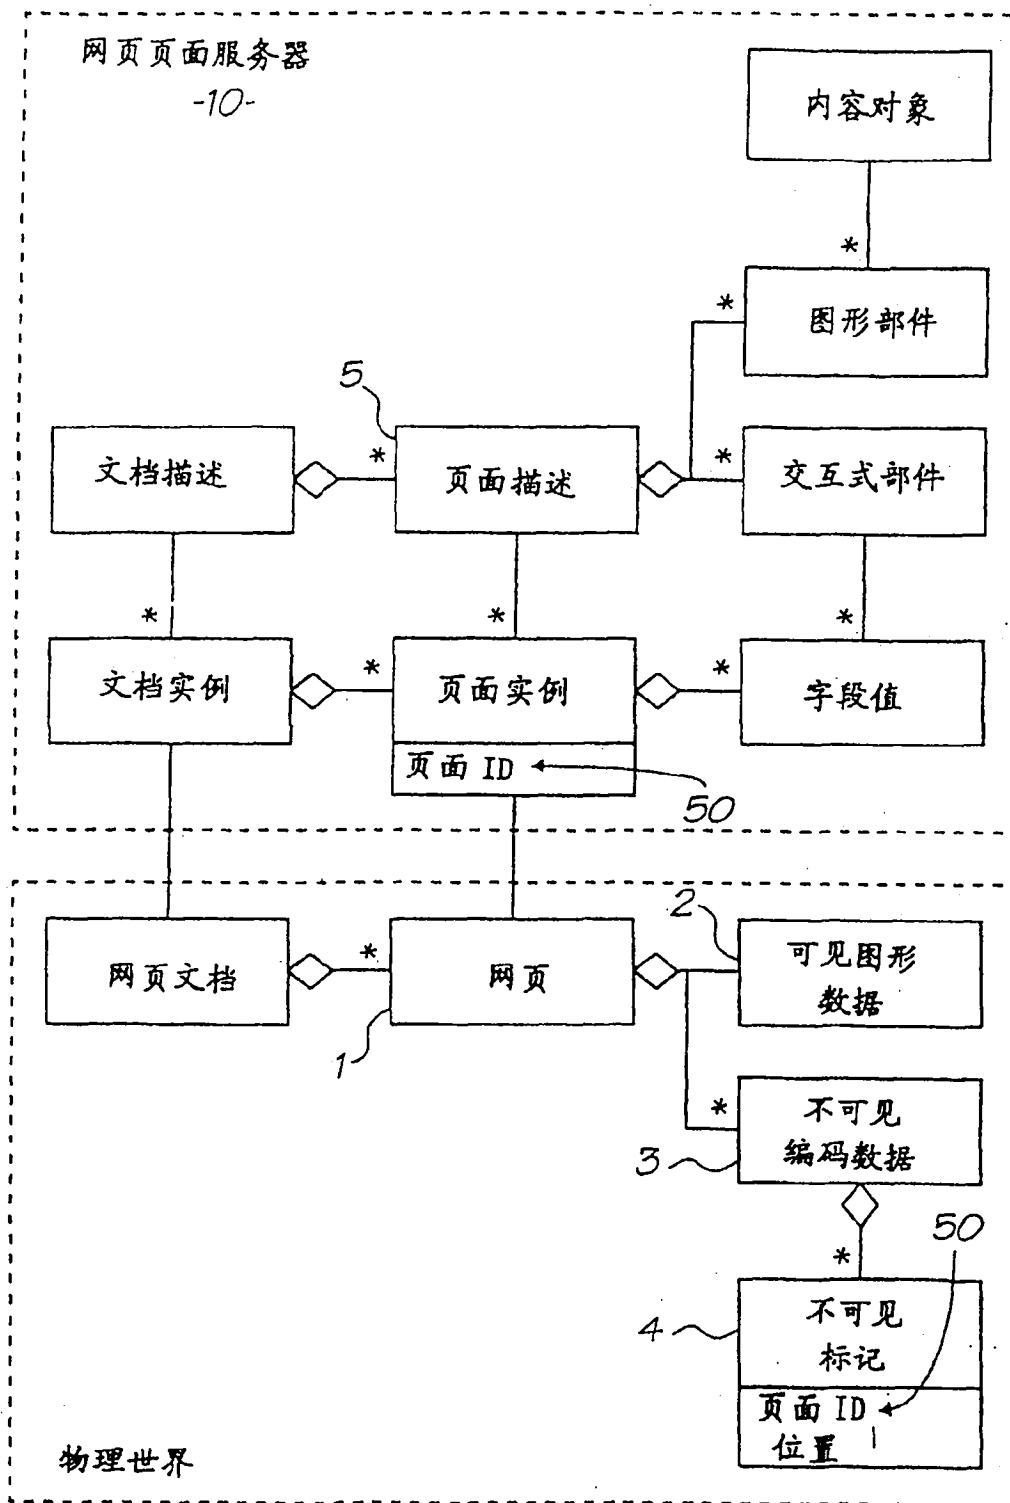 网页页面服务器
-10-
内容对象
*
图形部件
*
5
文档描述
*
页面描述
*
交互式部件
*
*
*
文档实例
*
页面实例
*
字段值
页面 ID
50
网页文档
*
网页
1
2
可见图形
数据
*
不可见
编码数据
3
*
50
4
不可见
标记
页面 ID
位置
物理世界